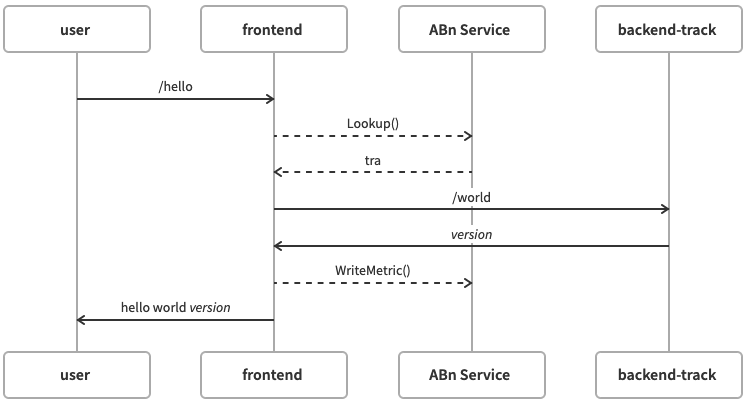 user frontend ABn Service backend-track
/hello
Lookup()
tra
/world
version
WriteMetric()
hello world version
user frontend ABn Service backend-track